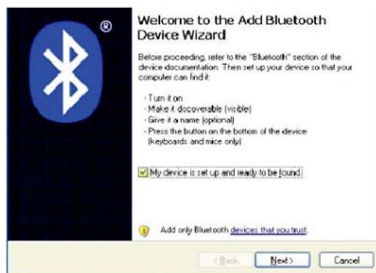 ®
Welcome to the Add Bluetooth
Device Wizard
Before proceeding, refer to the "Bluetooth" section of the
device documentation. Then set up your device so that your
computer can find it:
- Turn it on
- Make it discoverable (visible)
- Give it a name (optional)
- Press the button on the bottom of the device
(keyboards and mice only)
My device is set up and ready to be found.
Add only Bluetooth devices that you trust.
< Back
Next >
Cancel